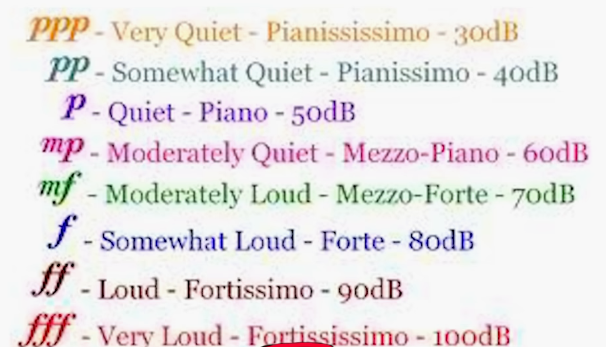 ppp - Very Quiet - Pianississimo - 30dB
pp - Somewhat Quiet - Pianissimo - 40dB
p - Quiet - Piano - 50dB
mp - Moderately Quiet - Mezzo-Piano - 60dB
mf - Moderately Loud - Mezzo-Forte - 70dB
f - Somewhat Loud - Forte - 80dB
ff - Loud - Fortissimo - 90dB
fff - Very Loud - Fortississimo - 100dB